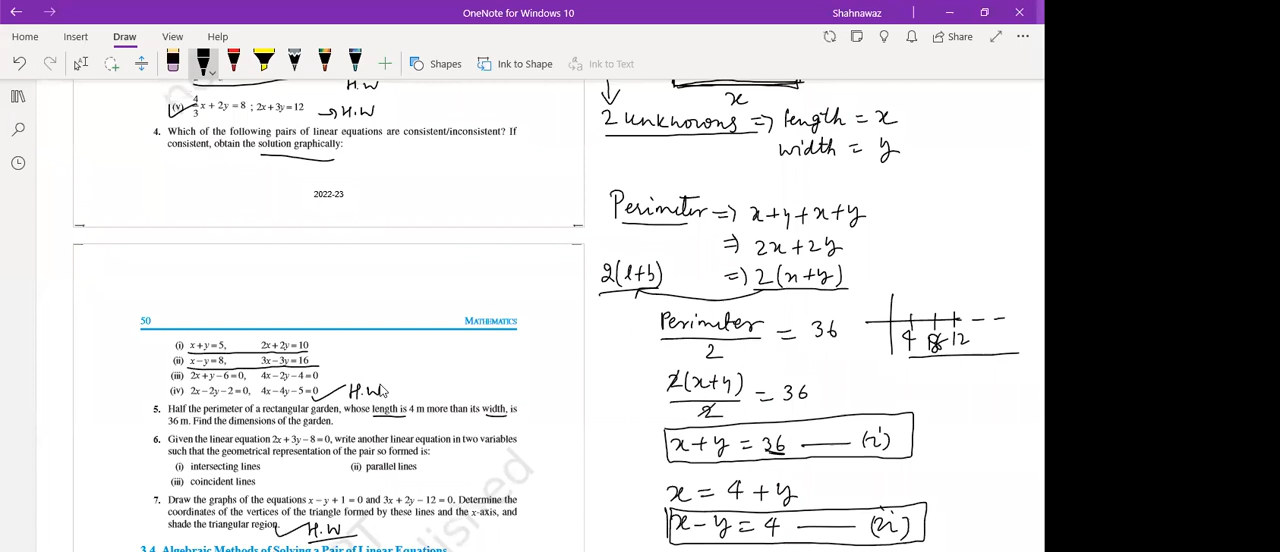 OneNote for Windows 10
Shahnawaz
Home Insert Draw View Help
Share
Shapes
Ink to Shape
Ink to Text
H.W
(v) 4/3 x + 2y = 8 ; 2x + 3y = 12 → H.W
4. Which of the following pairs of linear equations are consistent/inconsistent? If
consistent, obtain the solution graphically:
2022-23
50 MATHEMATICS
(i) x + y = 5, 2x + 2y = 10
(ii) x – y = 8, 3x – 3y = 16
(iii) 2x + y – 6 = 0, 4x – 2y – 4 = 0
(iv) 2x – 2y – 2 = 0, 4x – 4y – 5 = 0 H.W
5. Half the perimeter of a rectangular garden, whose length is 4 m more than its width, is
36 m. Find the dimensions of the garden.
6. Given the linear equation 2x + 3y – 8 = 0, write another linear equation in two variables
such that the geometrical representation of the pair so formed is:
(i) intersecting lines (ii) parallel lines
(iii) coincident lines
7. Draw the graphs of the equations x – y + 1 = 0 and 3x + 2y – 12 = 0. Determine the
coordinates of the vertices of the triangle formed by these lines and the x-axis, and
shade the triangular region. H.W
3.4 Algebraic Methods of Solving a Pair of Linear Equations
x
2 unknowns ⇒ length = x
width = y
Perimeter ⇒ x+y+x+y
⇒ 2x+2y
2(l+b) ⇒ 2(x+y)
Perimeter/2 = 36
4 8 12
2(x+y)/2 = 36
x+y = 36 —— (i)
x = 4+y
x-y = 4 —— (ii)